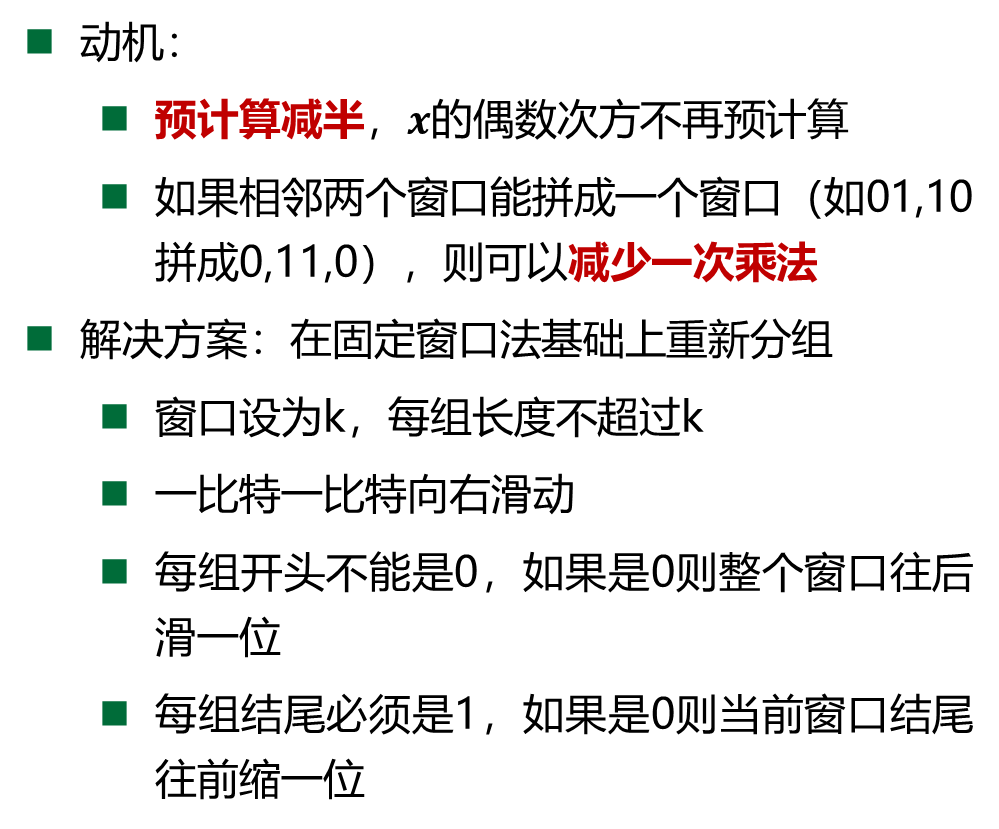 动机：
预计算减半，x的偶数次方不再预计算
如果相邻两个窗口能拼成一个窗口（如01,10
拼成0,11,0），则可以减少一次乘法
解决方案：在固定窗口法基础上重新分组
窗口设为k，每组长度不超过k
一比特一比特向右滑动
每组开头不能是0，如果是0则整个窗口往后
滑一位
每组结尾必须是1，如果是0则当前窗口结尾
往前缩一位